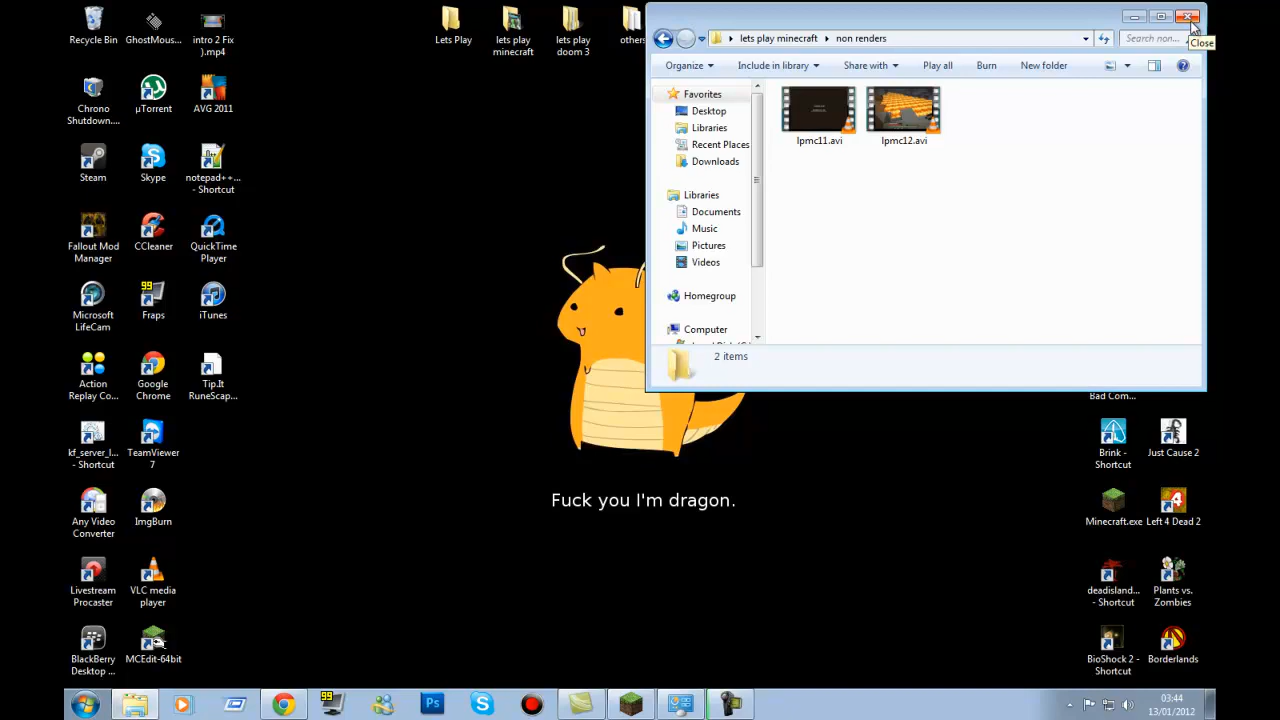 Recycle Bin
GhostMous...
intro 2 Fix
).mp4
Chrono
Shutdown....
µTorrent
AVG 2011
Steam
Skype
notepad++...
- Shortcut
Fallout Mod
Manager
CCleaner
QuickTime
Player
Microsoft
LifeCam
99
Fraps
iTunes
Action
Replay Co...
Google
Chrome
Tip.It
RuneScap...
kf_server_l...
- Shortcut
TeamViewer
7
Any Video
Converter
ImgBurn
Livestream
Procaster
VLC media
player
BlackBerry
Desktop ...
MCEdit-64bit
Lets Play
lets play
minecraft
lets play
doom 3
others
Close
lets play minecraft
non renders
Search non...
Organize
Include in library
Share with
Play all
Burn
New folder
Favorites
Desktop
Libraries
Recent Places
Downloads
Libraries
Documents
Music
Pictures
Videos
Homegroup
Computer
lpmc11.avi
lpmc12.avi
2 items
Fuck you I'm dragon.
Bad Com...
Brink -
Shortcut
Just Cause 2
Minecraft.exe
Left 4 Dead 2
deadisland...
- Shortcut
Plants vs.
Zombies
BioShock 2 -
Shortcut
Borderlands
99
Ps
03:44
13/01/2012